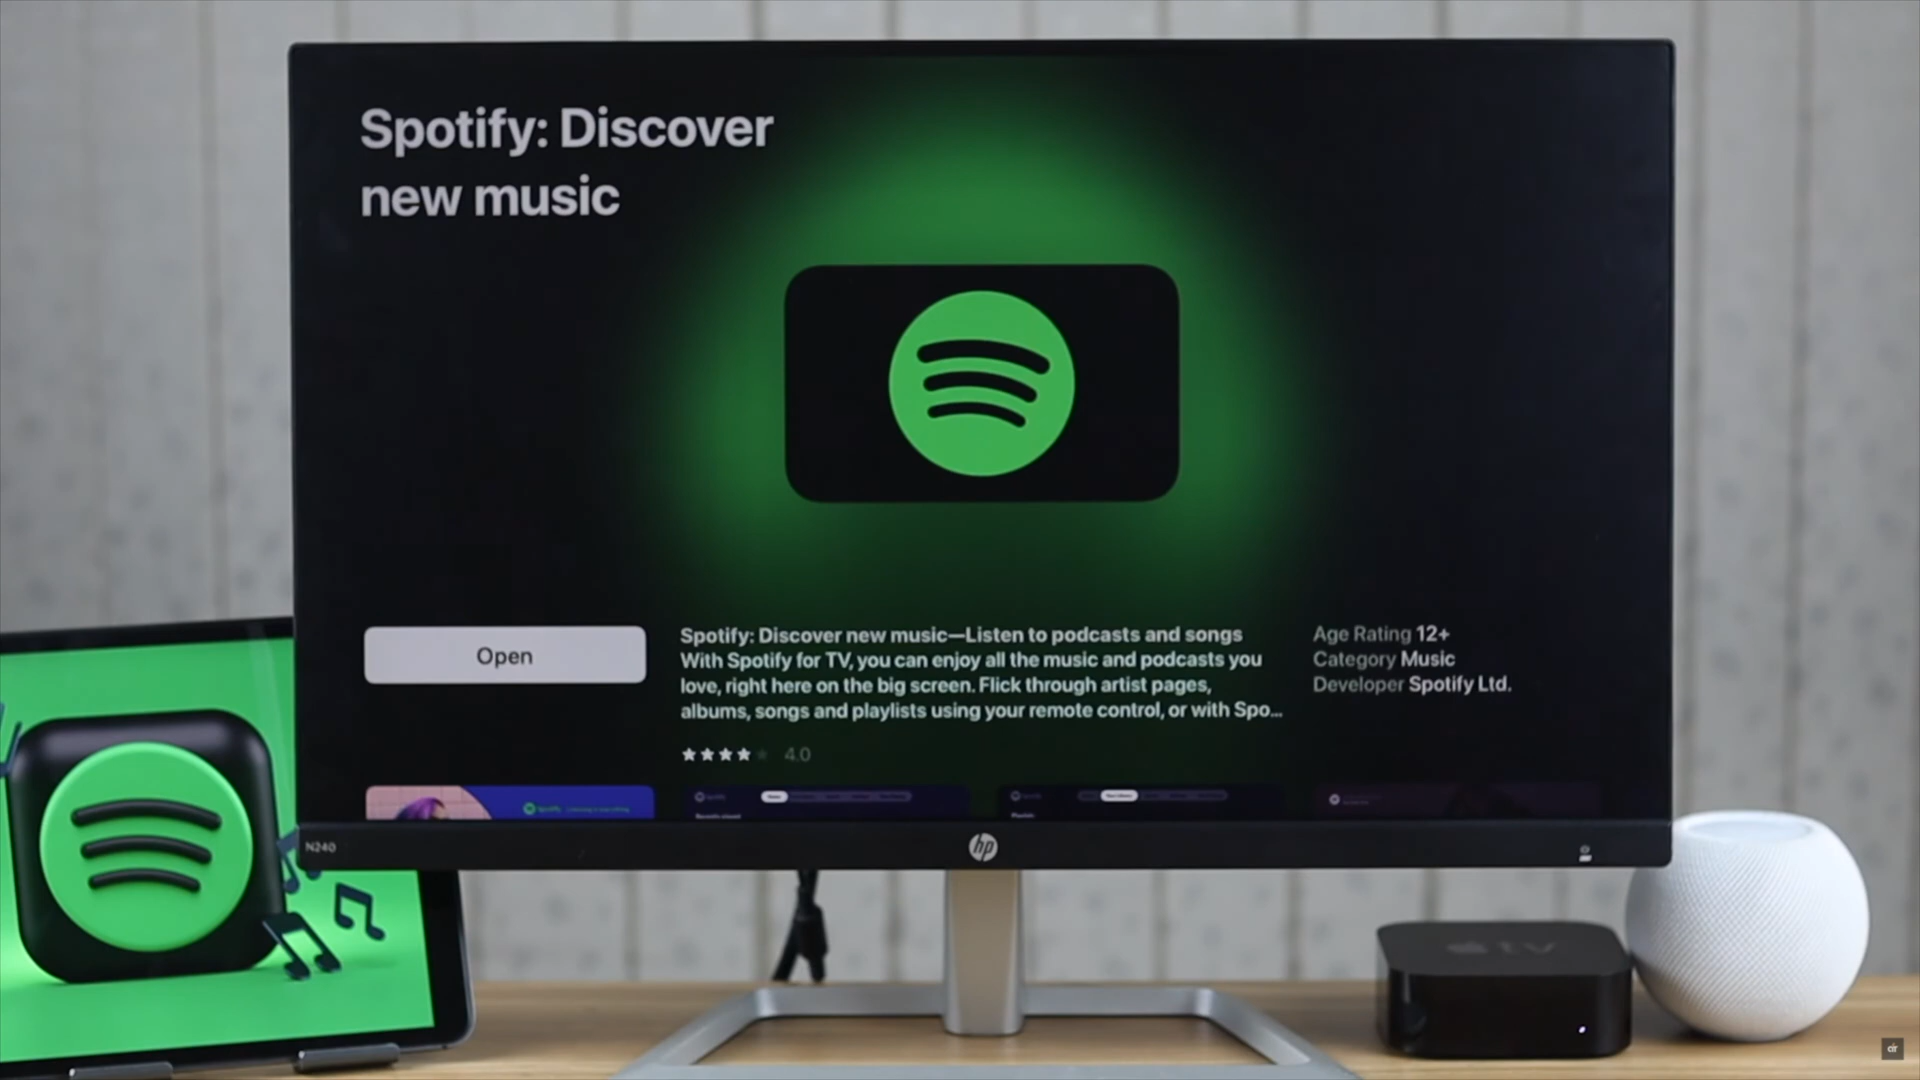 Spotify: Discover
new music
Open
Spotify: Discover new music—Listen to podcasts and songs
With Spotify for TV, you can enjoy all the music and podcasts you
love, right here on the big screen. Flick through artist pages,
albums, songs and playlists using your remote control, or with Spo...
4.0
Age Rating 12+
Category Music
Developer Spotify Ltd.
N240
hp
tv